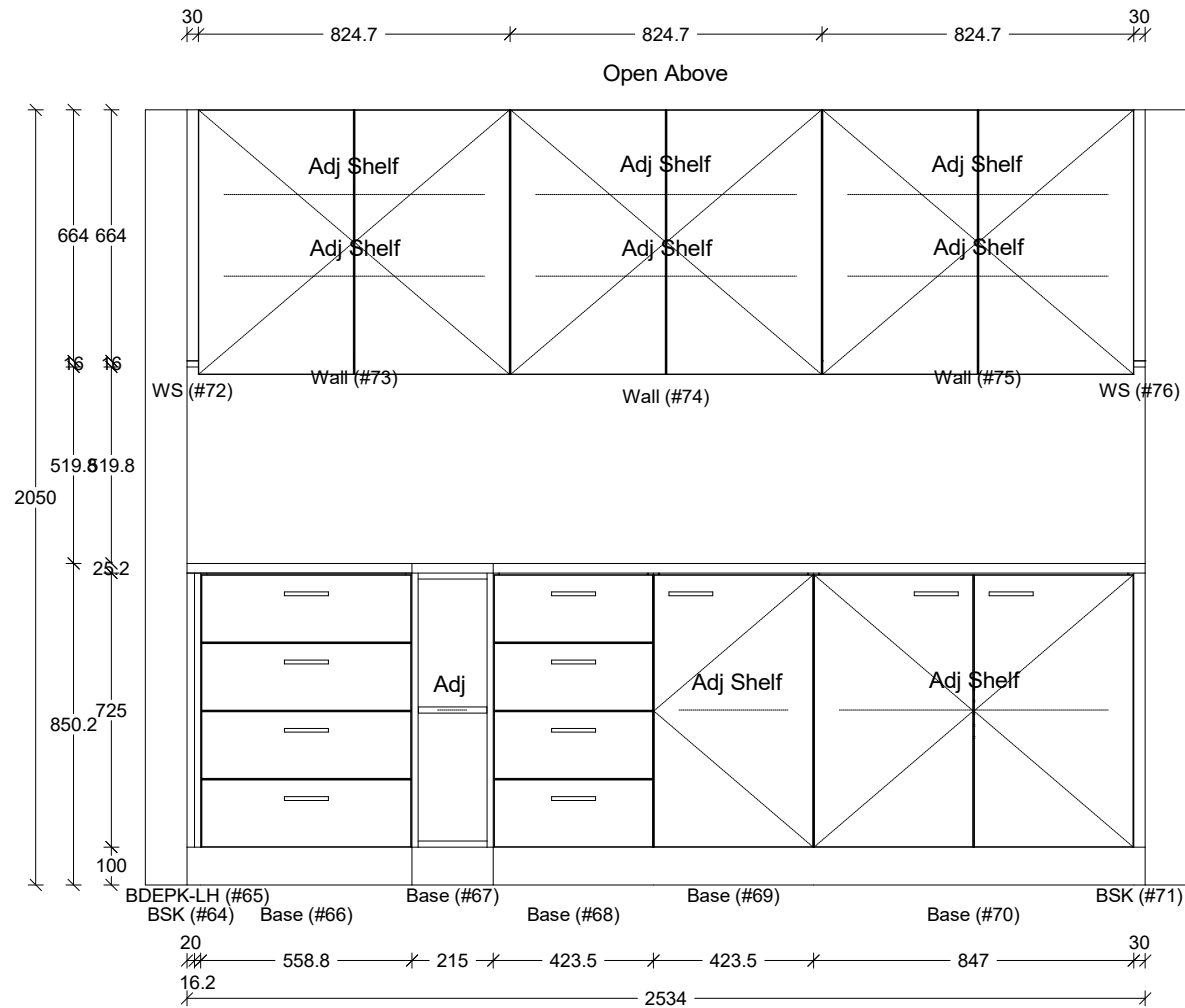 30
30
824.7
824.7
824.7
Open Above
Adj Shelf
Adj Shelf
Adj Shelf
664
664
Adj Shelf
Adj Shelf
Adj Shelf
16
16
WS (#72)
Wall (#73)
Wall (#74)
Wall (#75)
WS (#76)
519.8
519.8
2050
25.2
Adj
Adj Shelf
Adj Shelf
850.2
725
100
BDEPK-LH (#65)
Base (#67)
Base (#69)
BSK (#71)
BSK (#64)
Base (#66)
Base (#68)
Base (#70)
20
30
558.8
215
423.5
423.5
847
16.2
2534